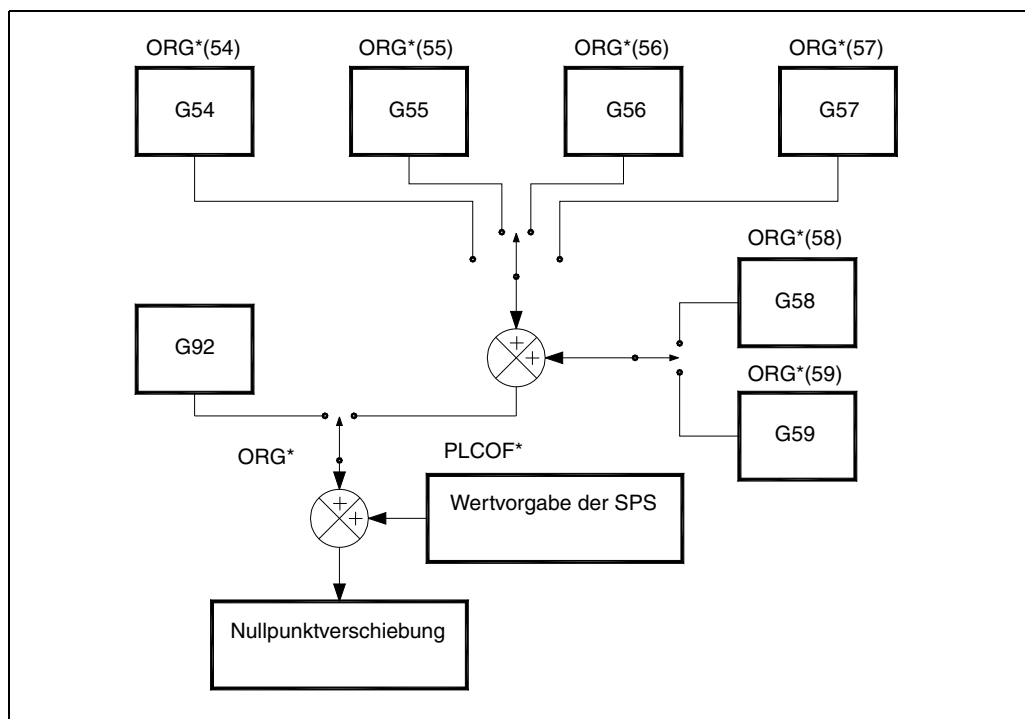 ORG*(54) ORG*(55) ORG*(56) ORG*(57)
G54 G55 G56 G57
ORG*(58)
G58
G92
+
+
ORG*(59)
G59
ORG*
PLCOF*
Wertvorgabe der SPS
+
+
Nullpunktverschiebung